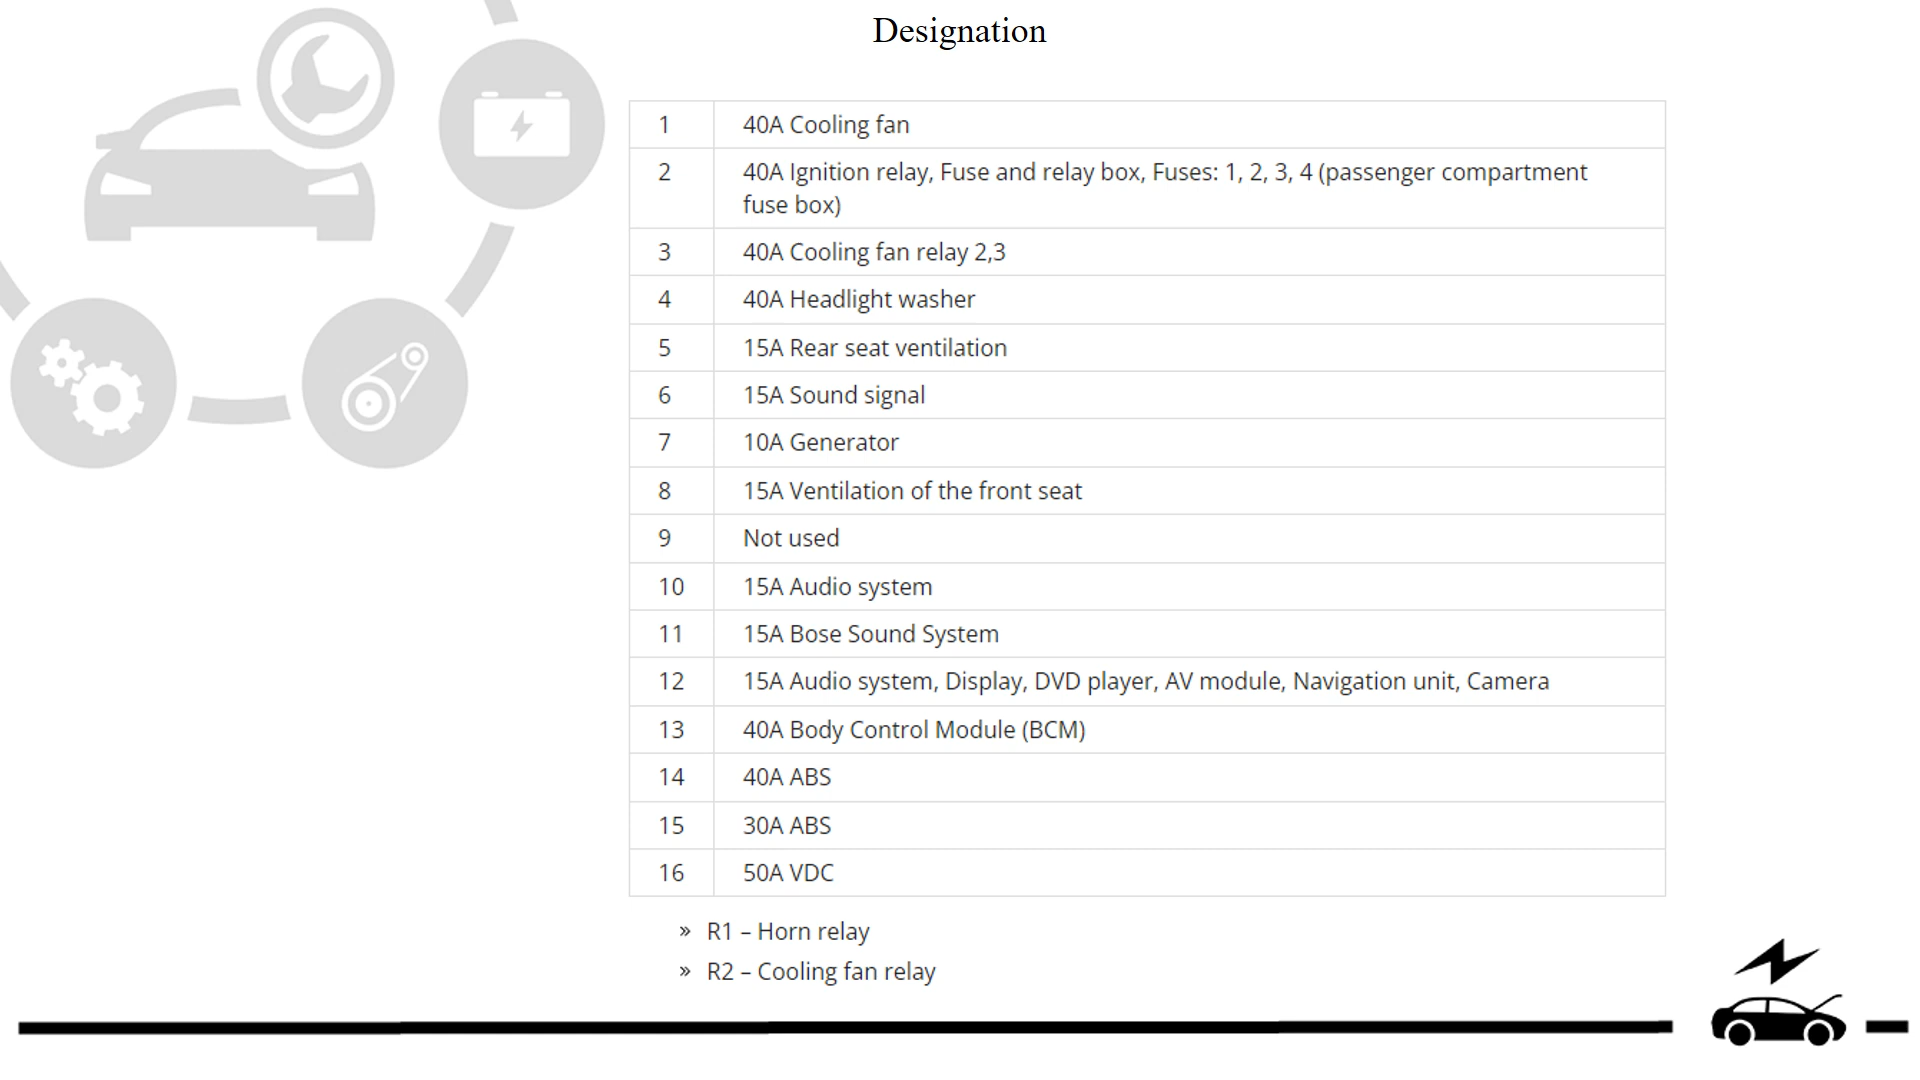 Designation
1 40A Cooling fan
2 40A Ignition relay, Fuse and relay box, Fuses: 1, 2, 3, 4 (passenger compartment
fuse box)
3 40A Cooling fan relay 2,3
4 40A Headlight washer
5 15A Rear seat ventilation
6 15A Sound signal
7 10A Generator
8 15A Ventilation of the front seat
9 Not used
10 15A Audio system
11 15A Bose Sound System
12 15A Audio system, Display, DVD player, AV module, Navigation unit, Camera
13 40A Body Control Module (BCM)
14 40A ABS
15 30A ABS
16 50A VDC
» R1 – Horn relay
» R2 – Cooling fan relay